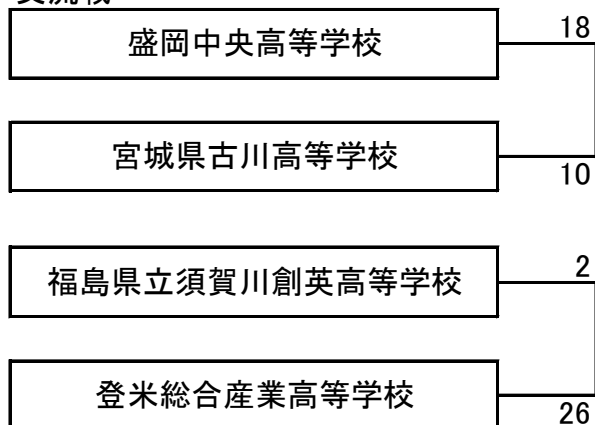 盛岡中央高等学校
18
宮城県古川高等学校
10
福島県立須賀川創英高等学校
2
登米総合産業高等学校
26